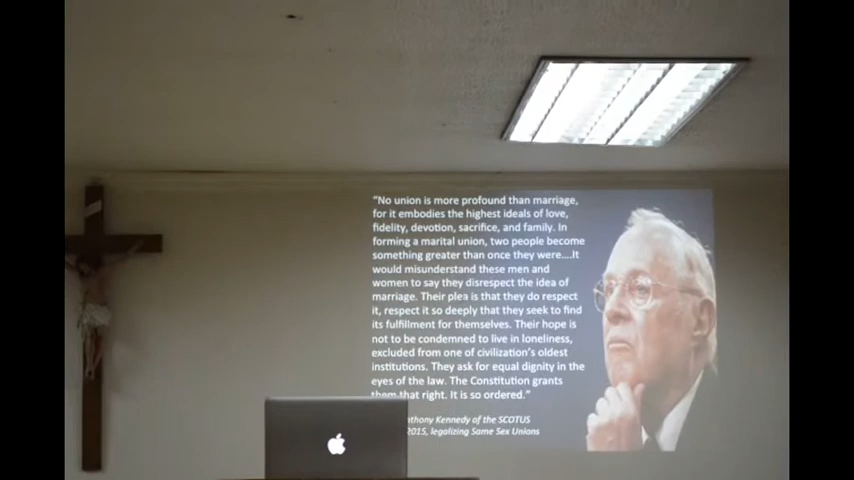 “No union is more profound than marriage,
for it embodies the highest ideals of love,
fidelity, devotion, sacrifice, and family. In
forming a marital union, two people become
something greater than once they were....It
would misunderstand these men and
women to say they disrespect the idea of
marriage. Their plea is that they do respect
it, respect it so deeply that they seek to find
its fulfillment for themselves. Their hope is
not to be condemned to live in loneliness,
excluded from one of civilization’s oldest
institutions. They ask for equal dignity in the
eyes of the law. The Constitution grants
them that right. It is so ordered.”
Kennedy of the SCOTUS
2015, legalizing Same Sex Unions